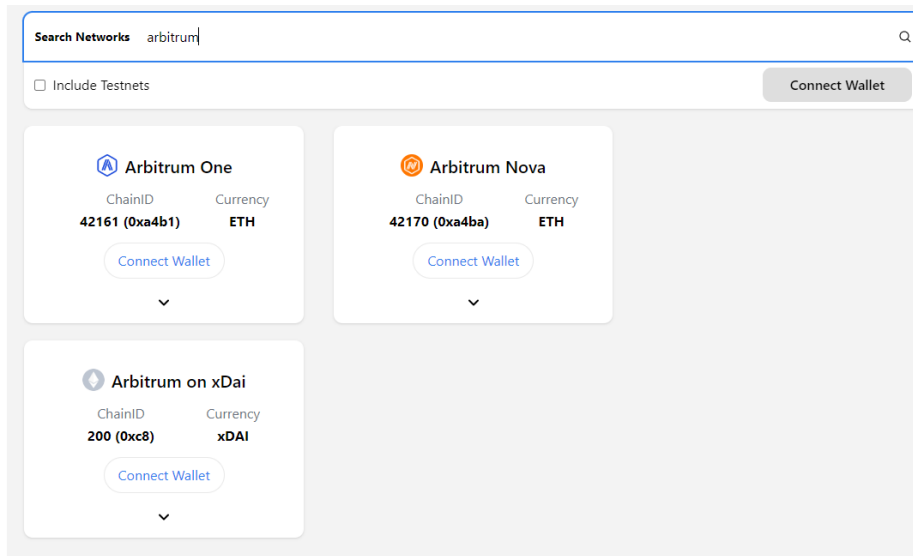 Search Networks arbitrum
Include Testnets
Connect Wallet
Arbitrum One
ChainID Currency
42161 (0xa4b1) ETH
Connect Wallet
Arbitrum Nova
ChainID Currency
42170 (0xa4ba) ETH
Connect Wallet
Arbitrum on xDai
ChainID Currency
200 (0xc8) xDAI
Connect Wallet